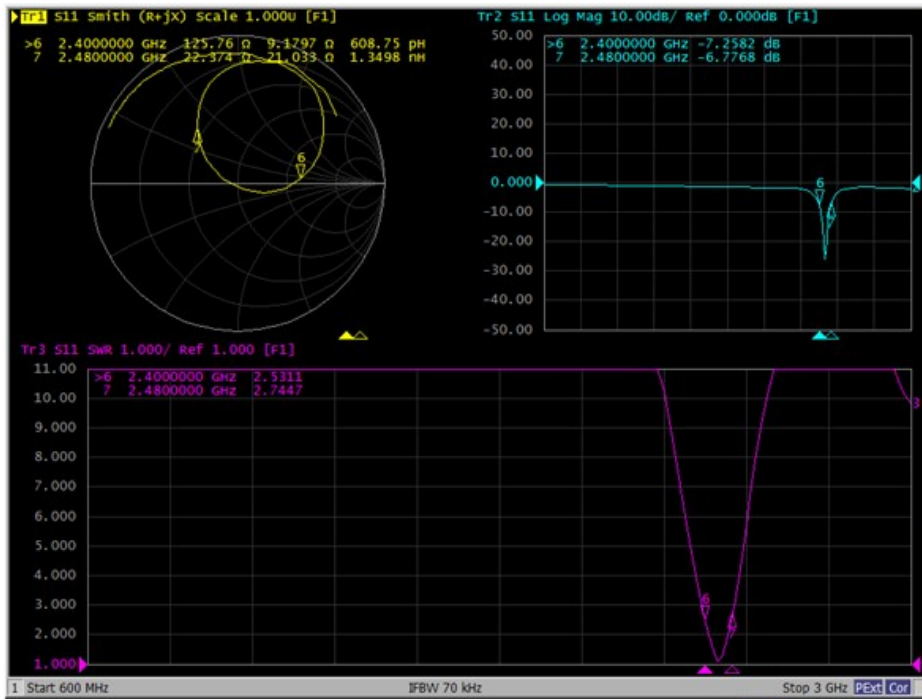 Tr1 S11 Smith (R+jX) Scale 1.000U [F1]
>6 2.4000000 GHz 125.76 Ω 9.1797 Ω 608.75 pH
7 2.4800000 GHz 22.374 Ω 21.033 Ω 1.3498 nH
6
Tr2 S11 Log Mag 10.00dB/ Ref 0.000dB [F1]
50.00
>6 2.4000000 GHz -7.2582 dB
7 2.4800000 GHz -6.7768 dB
40.00
30.00
20.00
10.00
0.000
6
-10.00
-20.00
-30.00
-40.00
-50.00
Tr3 S11 SWR 1.000/ Ref 1.000 [F1]
11.00
>6 2.4000000 GHz 2.5311
7 2.4800000 GHz 2.7447
10.00
3
9.000
8.000
7.000
6.000
5.000
4.000
3.000
6
2.000
1.000
1 Start 600 MHz IFBW 70 kHz Stop 3 GHz PExt Cor